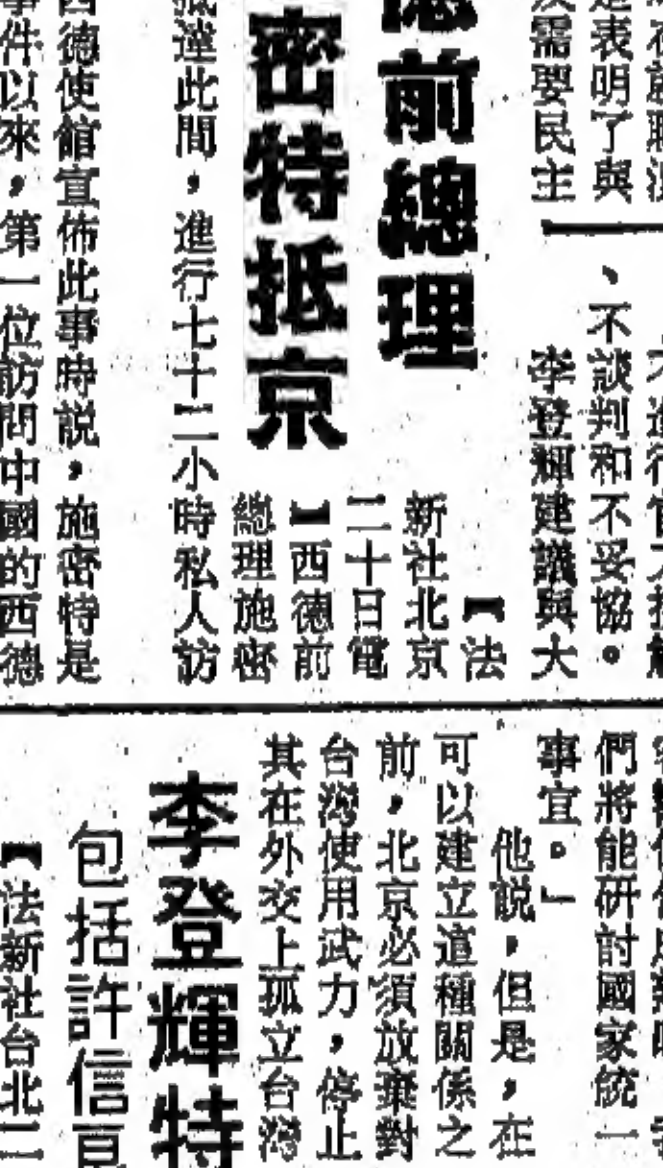 表明了與
需要民主
、不談判和不妥協。
李登輝建議與大
德前總理
密特抵京
【法
新社北京
二十日電
】西德前
總理施密
抵達此間，進行七十二小時私人訪
西德使館宣佈此事時説，施密特是
事件以來，第一位訪問中國的西德
們將能研討國家統一
事宜。」
他説，但是，在
可以建立這種關係之
前，北京必須放棄對
台灣使用武力，停止
其在外交上孤立台灣
李登輝特
包括許信
【法新社台北二